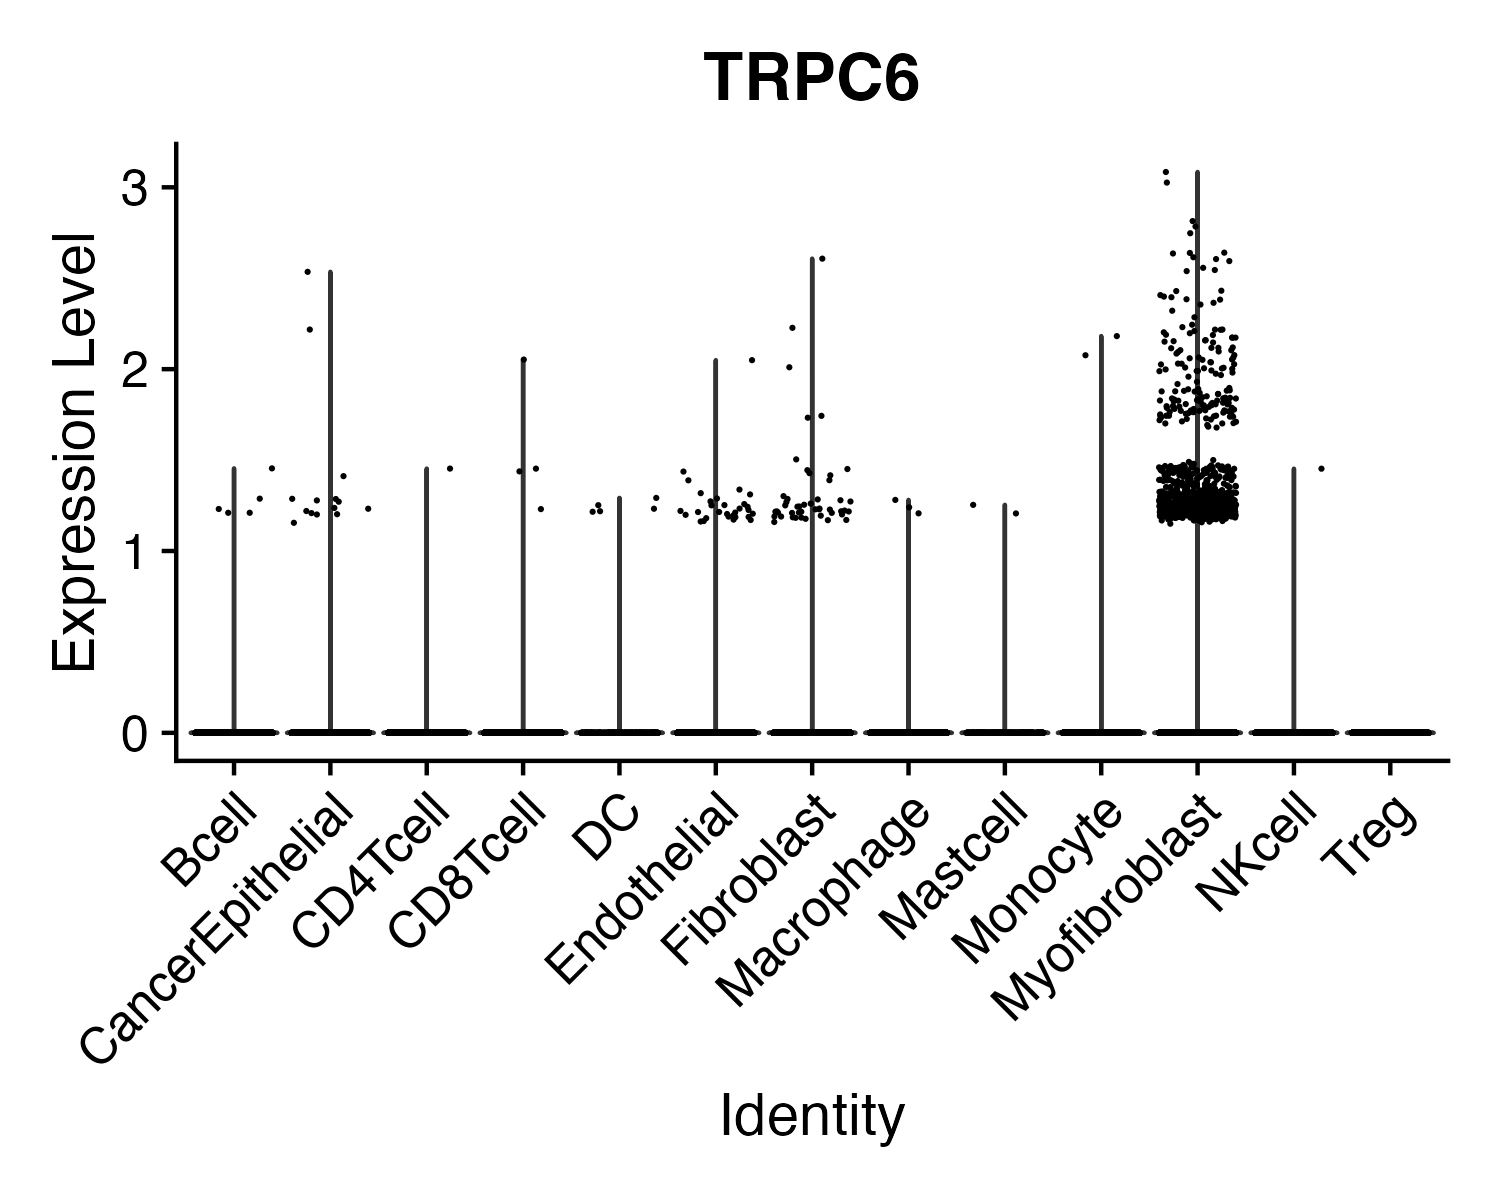 TRPC6
Expression Level
3
2
1
0
Bcell
CancerEpithelial
CD4Tcell
CD8Tcell
DC
Endothelial
Fibroblast
Macrophage
Mastcell
Monocyte
Myofibroblast
NKcell
Treg
Identity